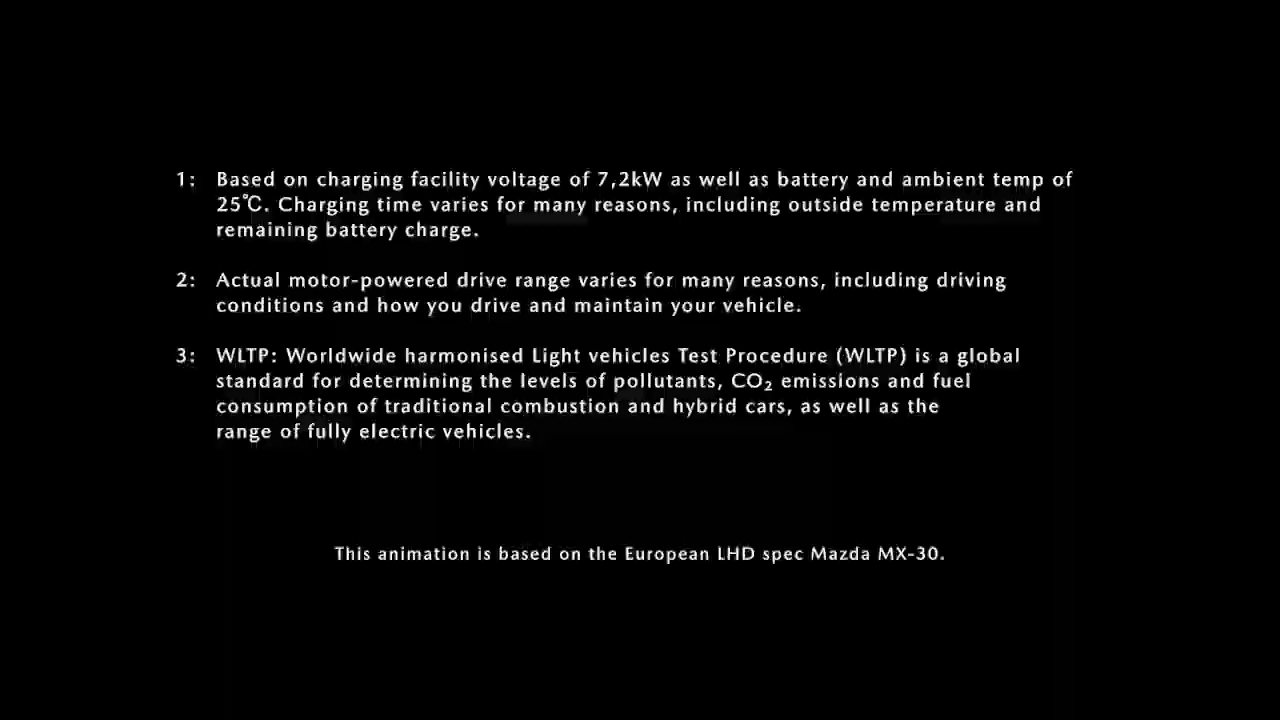 1: Based on charging facility voltage of 7,2kW as well as battery and ambient temp of
25℃. Charging time varies for many reasons, including outside temperature and
remaining battery charge.
2: Actual motor-powered drive range varies for many reasons, including driving
conditions and how you drive and maintain your vehicle.
3: WLTP: Worldwide harmonised Light vehicles Test Procedure (WLTP) is a global
standard for determining the levels of pollutants, CO₂ emissions and fuel
consumption of traditional combustion and hybrid cars, as well as the
range of fully electric vehicles.
This animation is based on the European LHD spec Mazda MX-30.